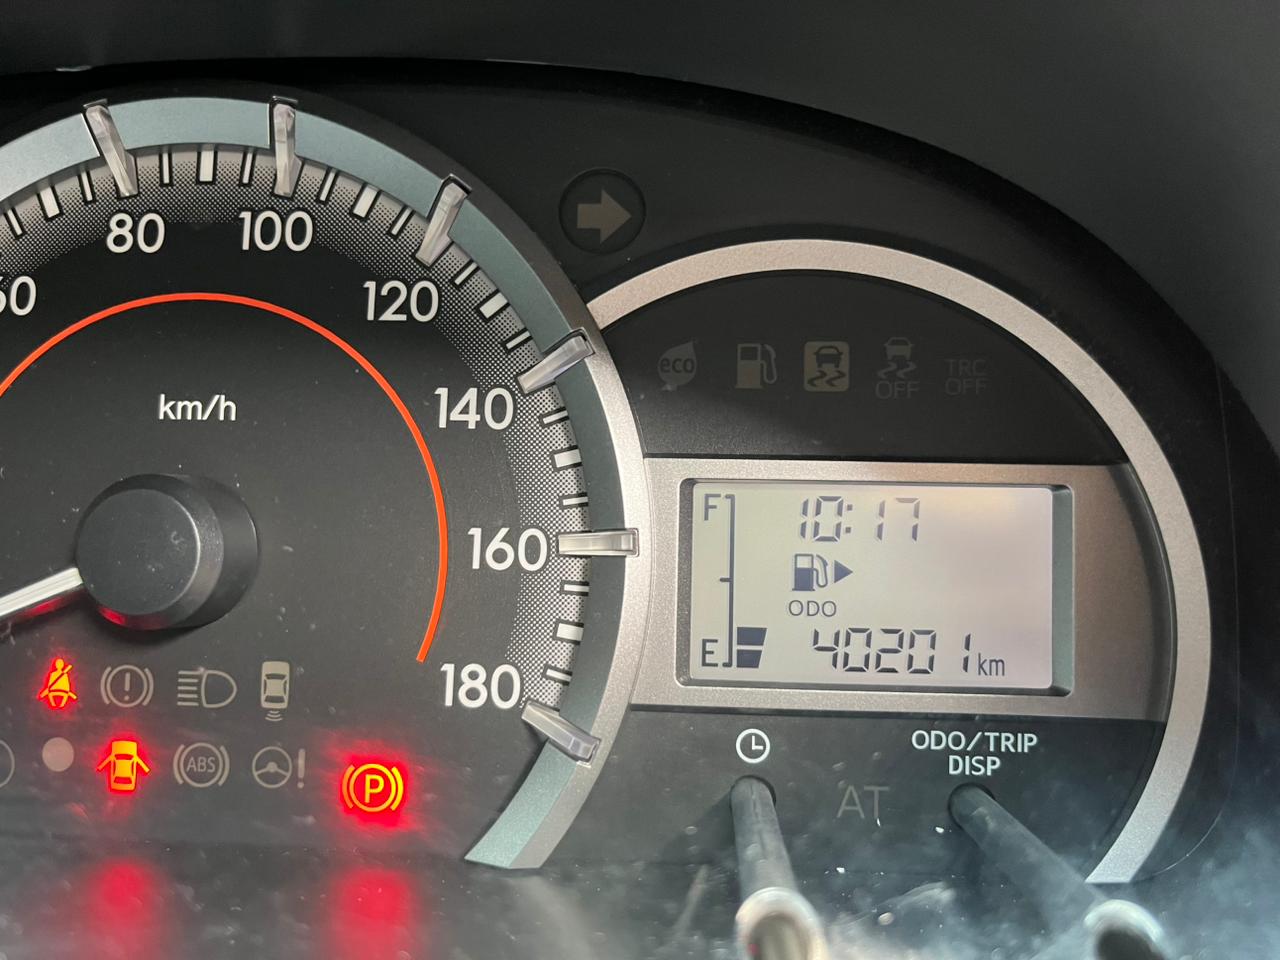 80
100
60
120
km/h
140
160
180
eco
OFF
TRC
OFF
F
10:17
ODO
E
40201 km
ABS
P
ODO/TRIP
DISP
AT